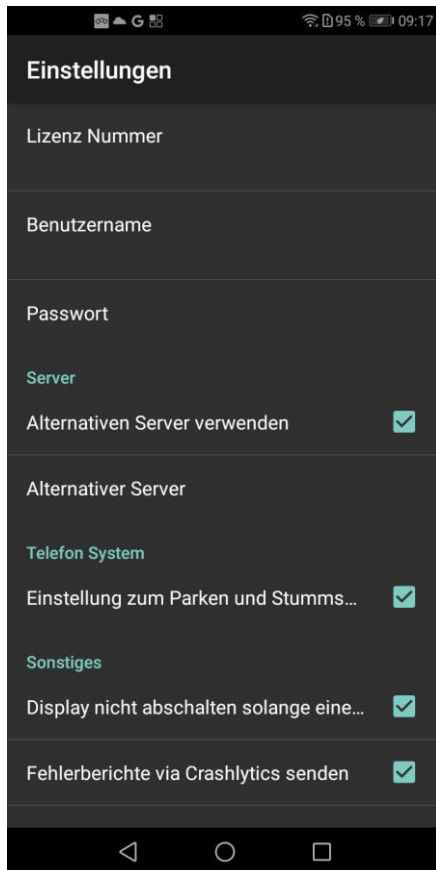 G 95 % 09:17
Einstellungen
Lizenz Nummer
Benutzername
Passwort
Server
Alternativen Server verwenden
Alternativer Server
Telefon System
Einstellung zum Parken und Stumms...
Sonstiges
Display nicht abschalten solange eine...
Fehlerberichte via Crashlytics senden